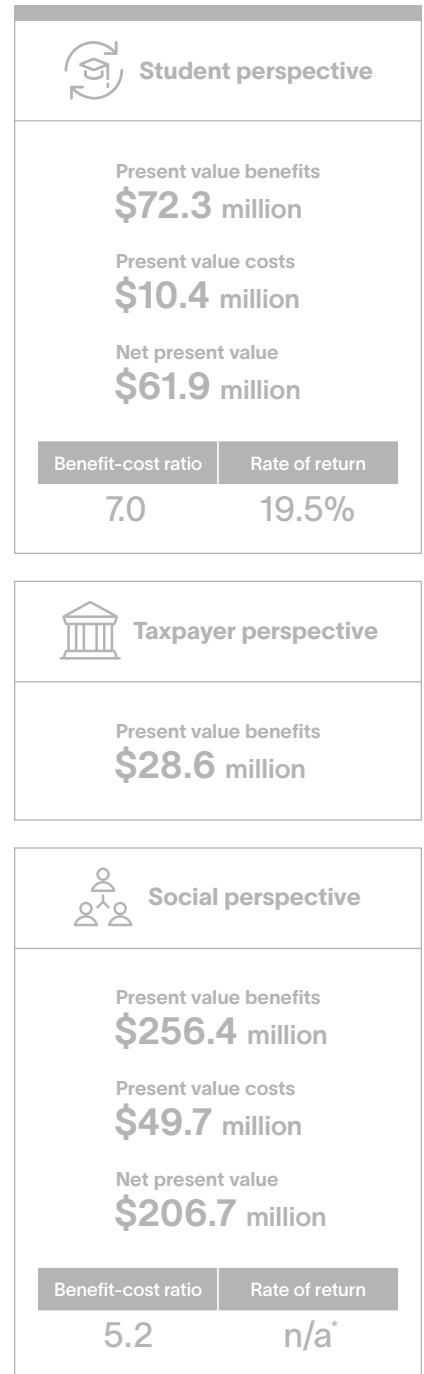 Student perspective
Present value benefits
$72.3 million
Present value costs
$10.4 million
Net present value
$61.9 million
Benefit-cost ratio Rate of return
7.0 19.5%
Taxpayer perspective
Present value benefits
$28.6 million
Social perspective
Present value benefits
$256.4 million
Present value costs
$49.7 million
Net present value
$206.7 million
Benefit-cost ratio Rate of return
5.2 n/a*